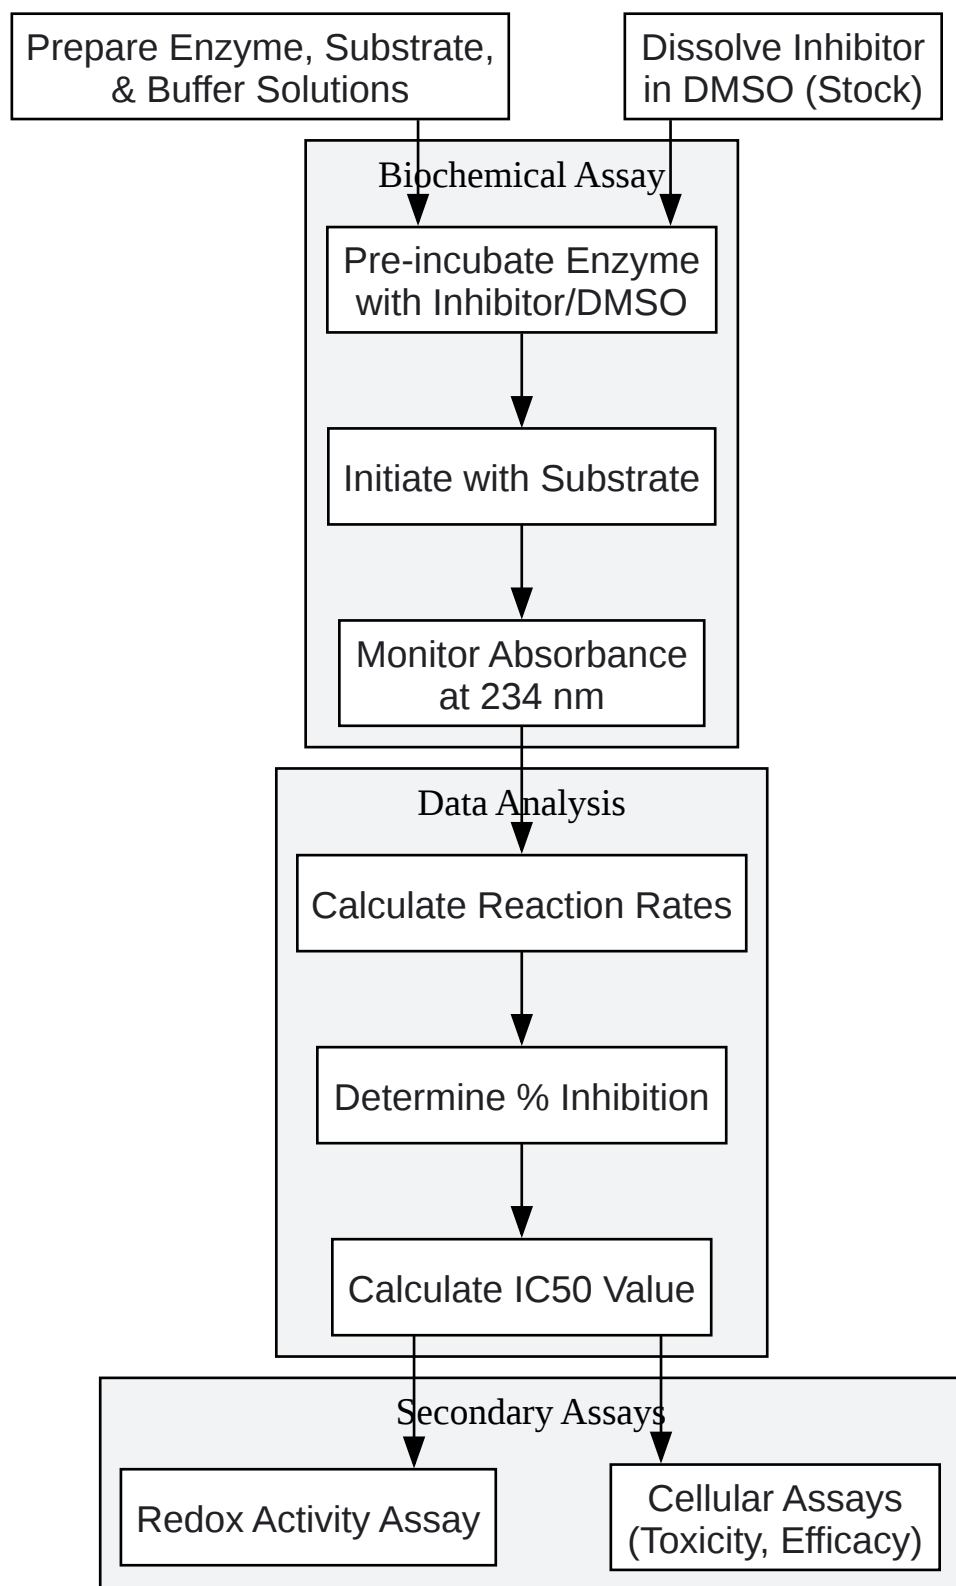 Prepare Enzyme, Substrate,
& Buffer Solutions
Dissolve Inhibitor
in DMSO (Stock)
Biochemical Assay
Pre-incubate Enzyme
with Inhibitor/DMSO
Initiate with Substrate
Monitor Absorbance
at 234 nm
Data Analysis
Calculate Reaction Rates
Determine % Inhibition
Calculate IC50 Value
Secondary Assays
Redox Activity Assay
Cellular Assays
(Toxicity, Efficacy)